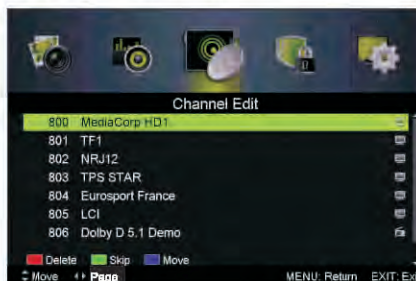 Channel Edit
800 MediaCorp HD1
801 TF1
802 NRJ12
803 TPS STAR
804 Eurosport France
805 LCI
806 Dolby D 5.1 Demo
Delete Skip Move
Move Page MENU: Return EXIT: Exi